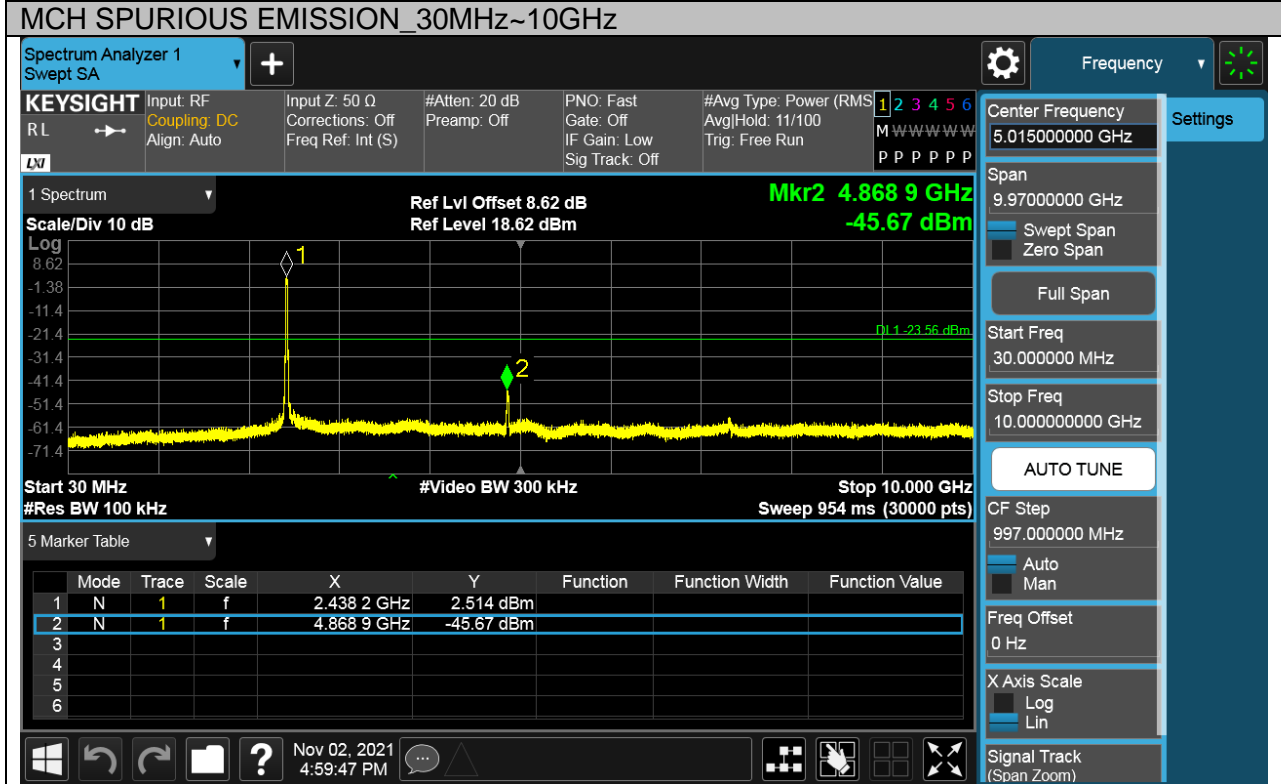 MCH SPURIOUS EMISSION_30MHz~10GHz
Spectrum Analyzer 1
Swept SA
+
Frequency
KEYSIGHT
RL
LXI
Input: RF
Coupling: DC
Align: Auto
Input Z: 50 Ω
Corrections: Off
Freq Ref: Int (S)
#Atten: 20 dB
Preamp: Off
PNO: Fast
Gate: Off
IF Gain: Low
Sig Track: Off
#Avg Type: Power (RMS
Avg|Hold: 11/100
Trig: Free Run
1 2 3 4 5 6
M W W W W W
P P P P P P
1 Spectrum
Scale/Div 10 dB
Ref Lvl Offset 8.62 dB
Ref Level 18.62 dBm
Mkr2 4.868 9 GHz
-45.67 dBm
Log
8.62
-1.38
-11.4
-21.4
-31.4
-41.4
-51.4
-61.4
-71.4
1
2
DL1 -23.56 dBm
Start 30 MHz
#Video BW 300 kHz
Stop 10.000 GHz
#Res BW 100 kHz
Sweep 954 ms (30000 pts)
5 Marker Table
Mode Trace Scale X Y Function Function Width Function Value
1 N 1 f 2.438 2 GHz 2.514 dBm
2 N 1 f 4.868 9 GHz -45.67 dBm
3
4
5
6
Center Frequency
5.015000000 GHz
Settings
Span
9.97000000 GHz
Swept Span
Zero Span
Full Span
Start Freq
30.000000 MHz
Stop Freq
10.000000000 GHz
AUTO TUNE
CF Step
997.000000 MHz
Auto
Man
Freq Offset
0 Hz
X Axis Scale
Log
Lin
Signal Track
(Span Zoom)
?
Nov 02, 2021
4:59:47 PM